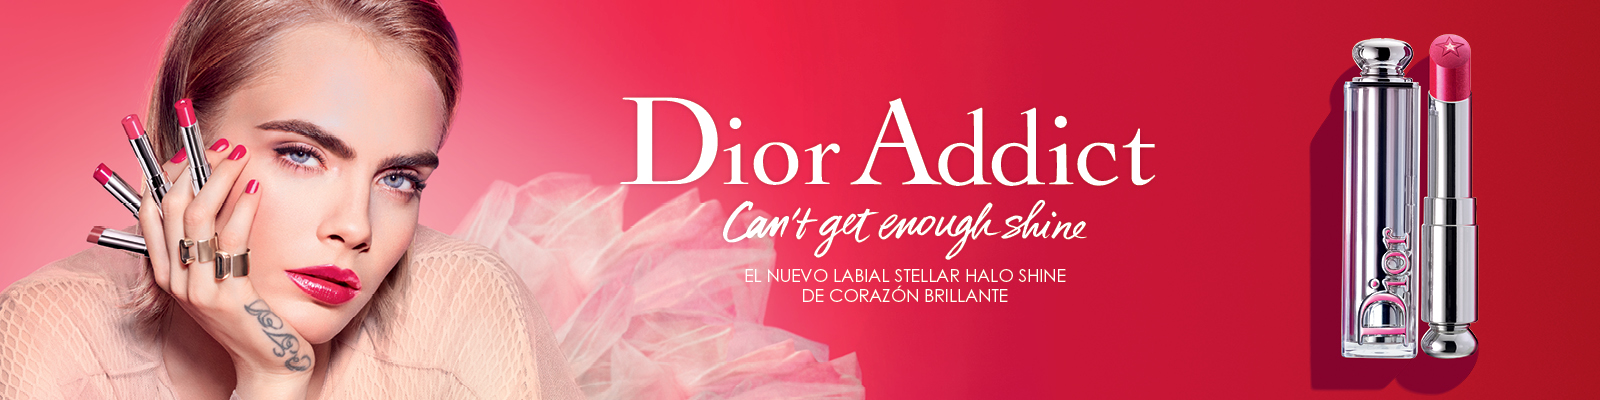 Dior Addict
Can't get enough shine
EL NUEVO LABIAL STELLAR HALO SHINE
DE CORAZÓN BRILLANTE
Dior